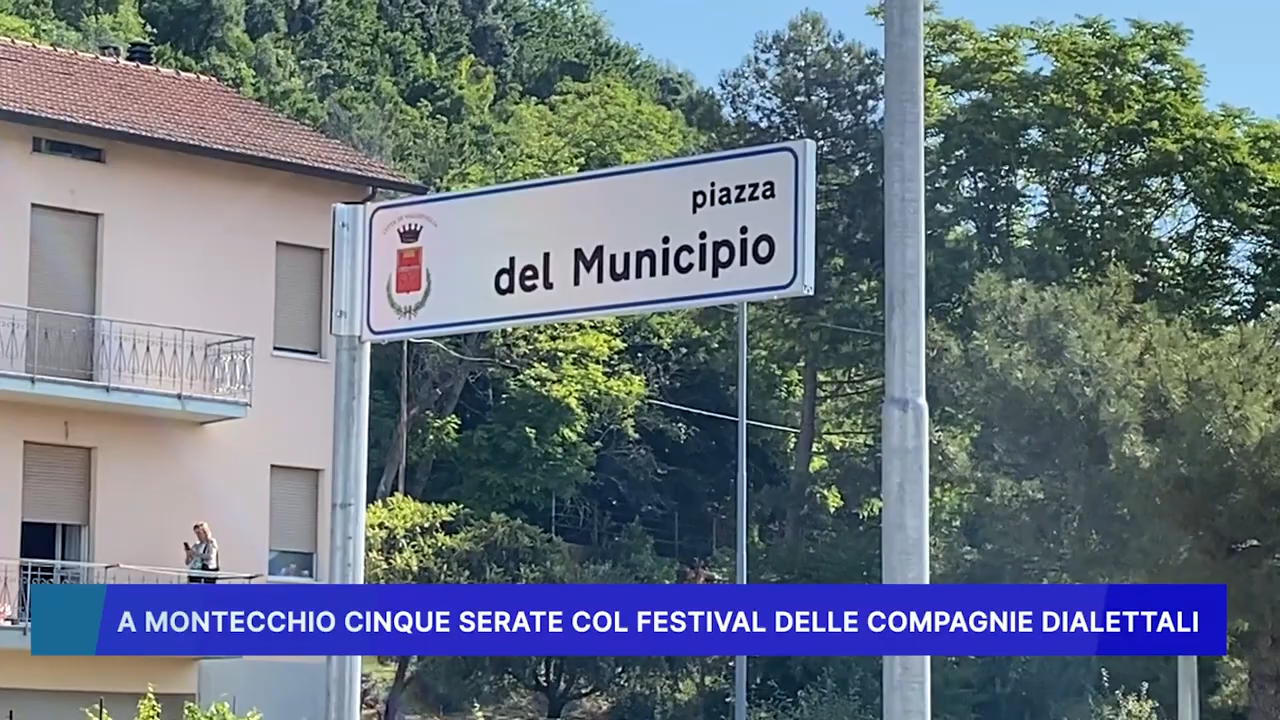 piazza
del Municipio
A MONTECCHIO CINQUE SERATE COL FESTIVAL DELLE COMPAGNIE DIALETTALI